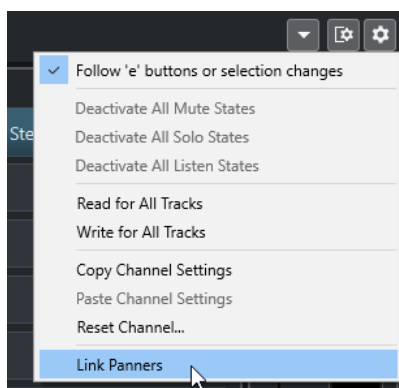 Follow 'e' buttons or selection changes
Deactivate All Mute States
Ste
Deactivate All Solo States
Deactivate All Listen States
Read for All Tracks
Write for All Tracks
Copy Channel Settings
Paste Channel Settings
Reset Channel...
Link Panners